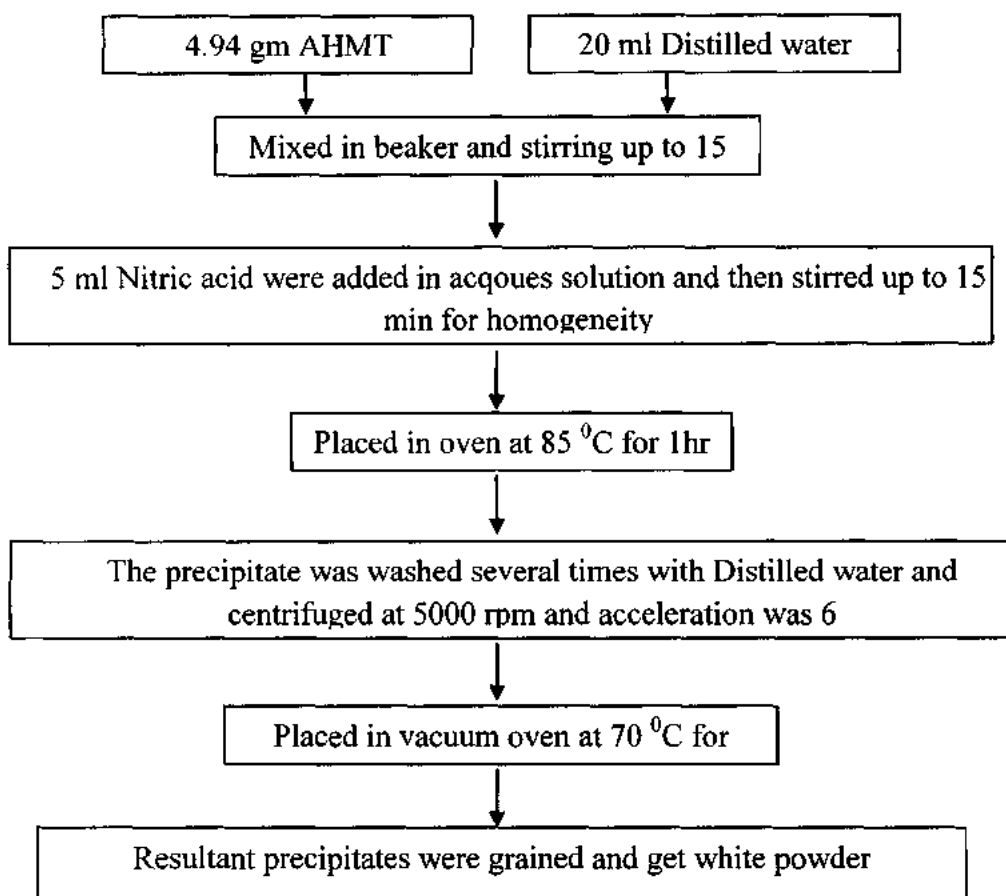 4.94 gm AHMT
20 ml Distilled water
Mixed in beaker and stirring up to 15
5 ml Nitric acid were added in acqoues solution and then stirred up to 15
min for homogeneity
Placed in oven at 85 ⁰C for 1hr
The precipitate was washed several times with Distilled water and
centrifuged at 5000 rpm and acceleration was 6
Placed in vacuum oven at 70 ⁰C for
Resultant precipitates were grained and get white powder